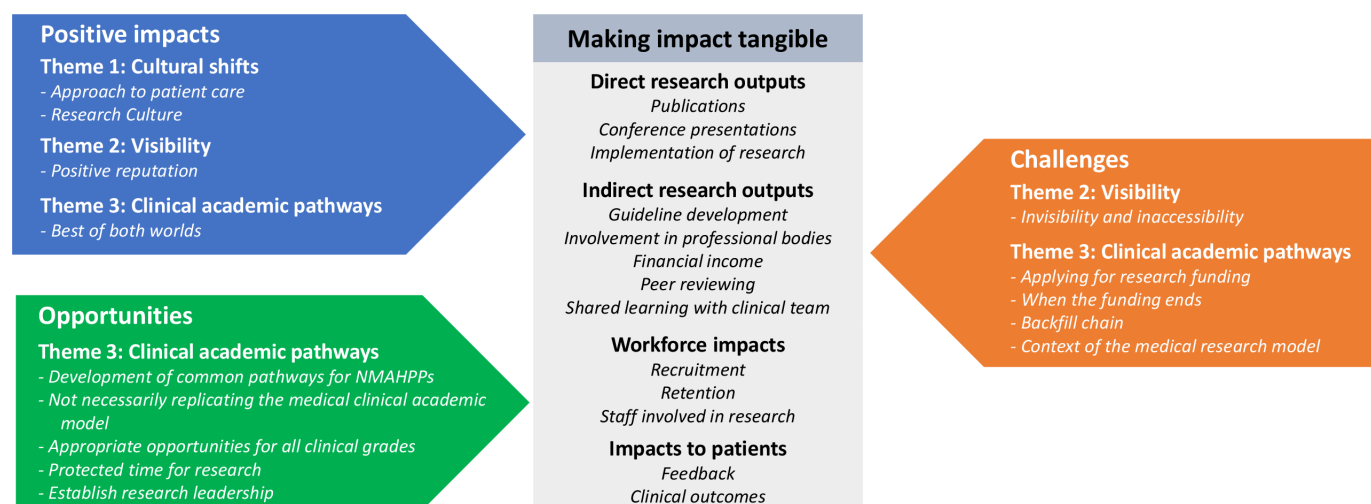 Positive impacts
Theme 1: Cultural shifts
- Approach to patient care
- Research Culture
Theme 2: Visibility
- Positive reputation
Theme 3: Clinical academic pathways
- Best of both worlds
Opportunities
Theme 3: Clinical academic pathways
- Development of common pathways for NMAHPPs
- Not necessarily replicating the medical clinical academic
model
- Appropriate opportunities for all clinical grades
- Protected time for research
- Establish research leadership
Making impact tangible
Direct research outputs
Publications
Conference presentations
Implementation of research
Indirect research outputs
Guideline development
Involvement in professional bodies
Financial income
Peer reviewing
Shared learning with clinical team
Workforce impacts
Recruitment
Retention
Staff involved in research
Impacts to patients
Feedback
Clinical outcomes
Challenges
Theme 2: Visibility
- Invisibility and inaccessibility
Theme 3: Clinical academic pathways
- Applying for research funding
- When the funding ends
- Backfill chain
- Context of the medical research model